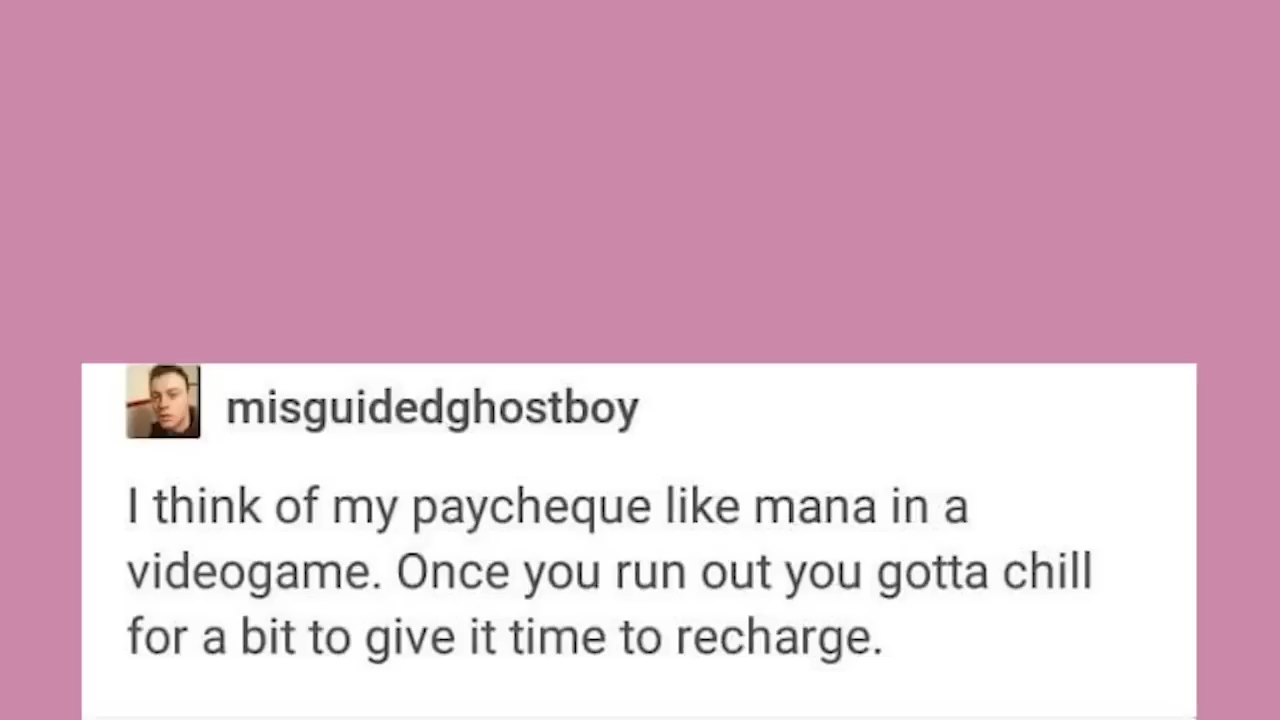 misguidedghostboy
I think of my paycheque like mana in a
videogame. Once you run out you gotta chill
for a bit to give it time to recharge.